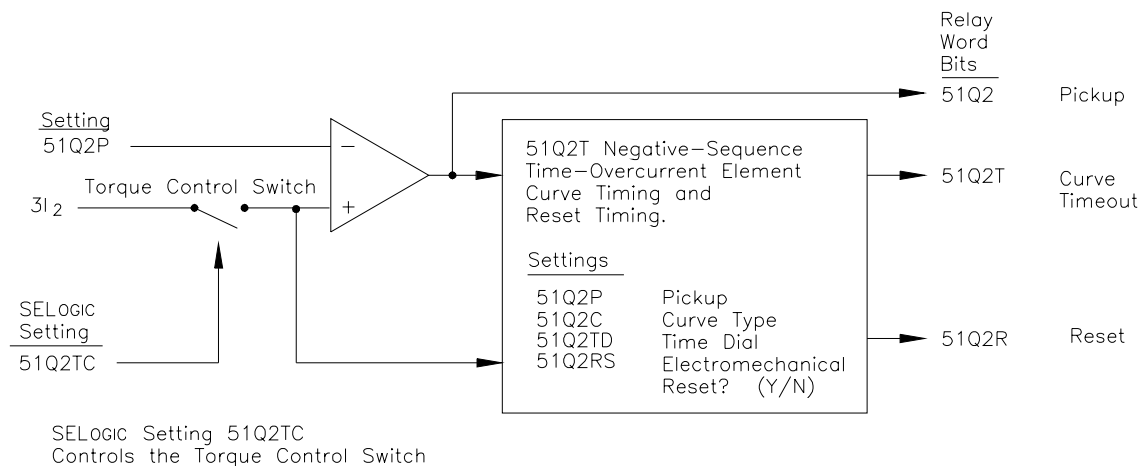 Relay
Word
Bits
51Q2 Pickup
Setting
51Q2P
−
51Q2T Negative−Sequence
Time−Overcurrent Element
Curve Timing and
Reset Timing.
51Q2T Curve
Timeout
Torque Control Switch
3I2
+
Settings
51Q2P Pickup
51Q2C Curve Type
51Q2TD Time Dial
51Q2RS Electromechanical
Reset? (Y/N)
51Q2R Reset
SELOGIC
Setting
51Q2TC
SELOGIC Setting 51Q2TC
Controls the Torque Control Switch